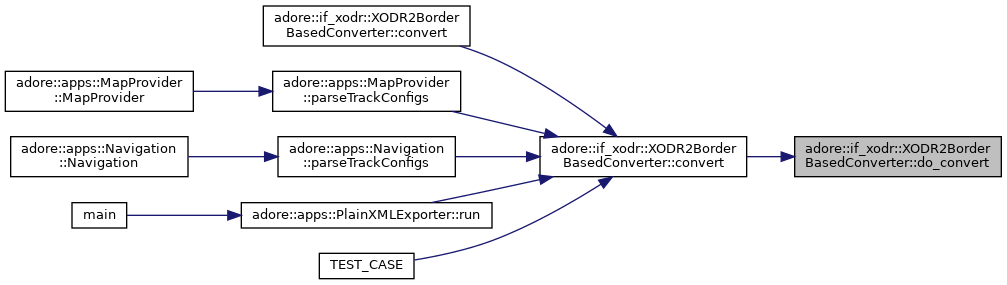 adore::if_xodr::XODR2Border
BasedConverter::convert
adore::apps::MapProvider
::MapProvider
adore::apps::MapProvider
::parseTrackConfigs
adore::apps::Navigation
::Navigation
adore::apps::Navigation
::parseTrackConfigs
adore::if_xodr::XODR2Border
BasedConverter::convert
adore::if_xodr::XODR2Border
BasedConverter::do_convert
main
adore::apps::PlainXMLExporter::run
TEST_CASE